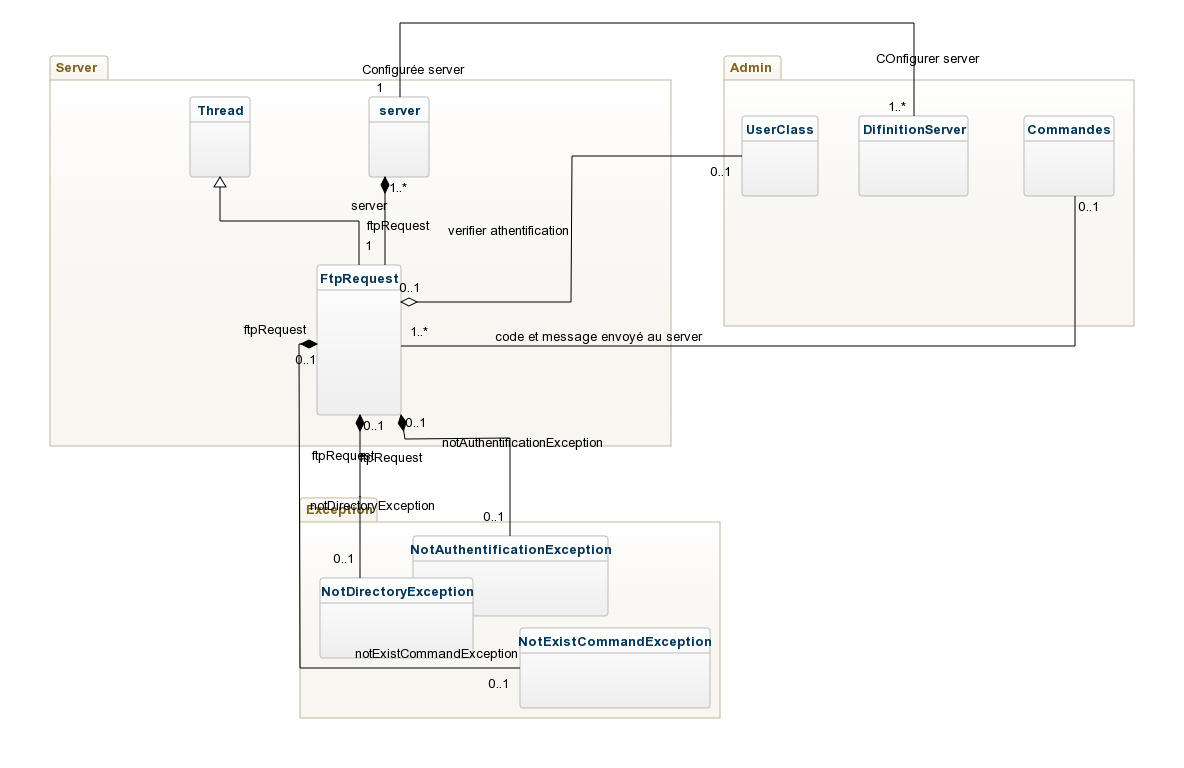 COnfigurer server
Server
Configurée server
Admin
1
1..*
Thread
server
UserClass
DifinitionServer
Commandes
0..1
1..*
server
0..1
ftpRequest
verifier athentification
1
FtpRequest
0..1
ftpRequest
1..*
code et message envoyé au server
0..1
0..1
0..1
notAuthentificationException
ftpRequest
ftpRequest
notDirectoryException
Exception
0..1
NotAuthentificationException
0..1
NotDirectoryException
NotExistCommandException
notExistCommandException
0..1